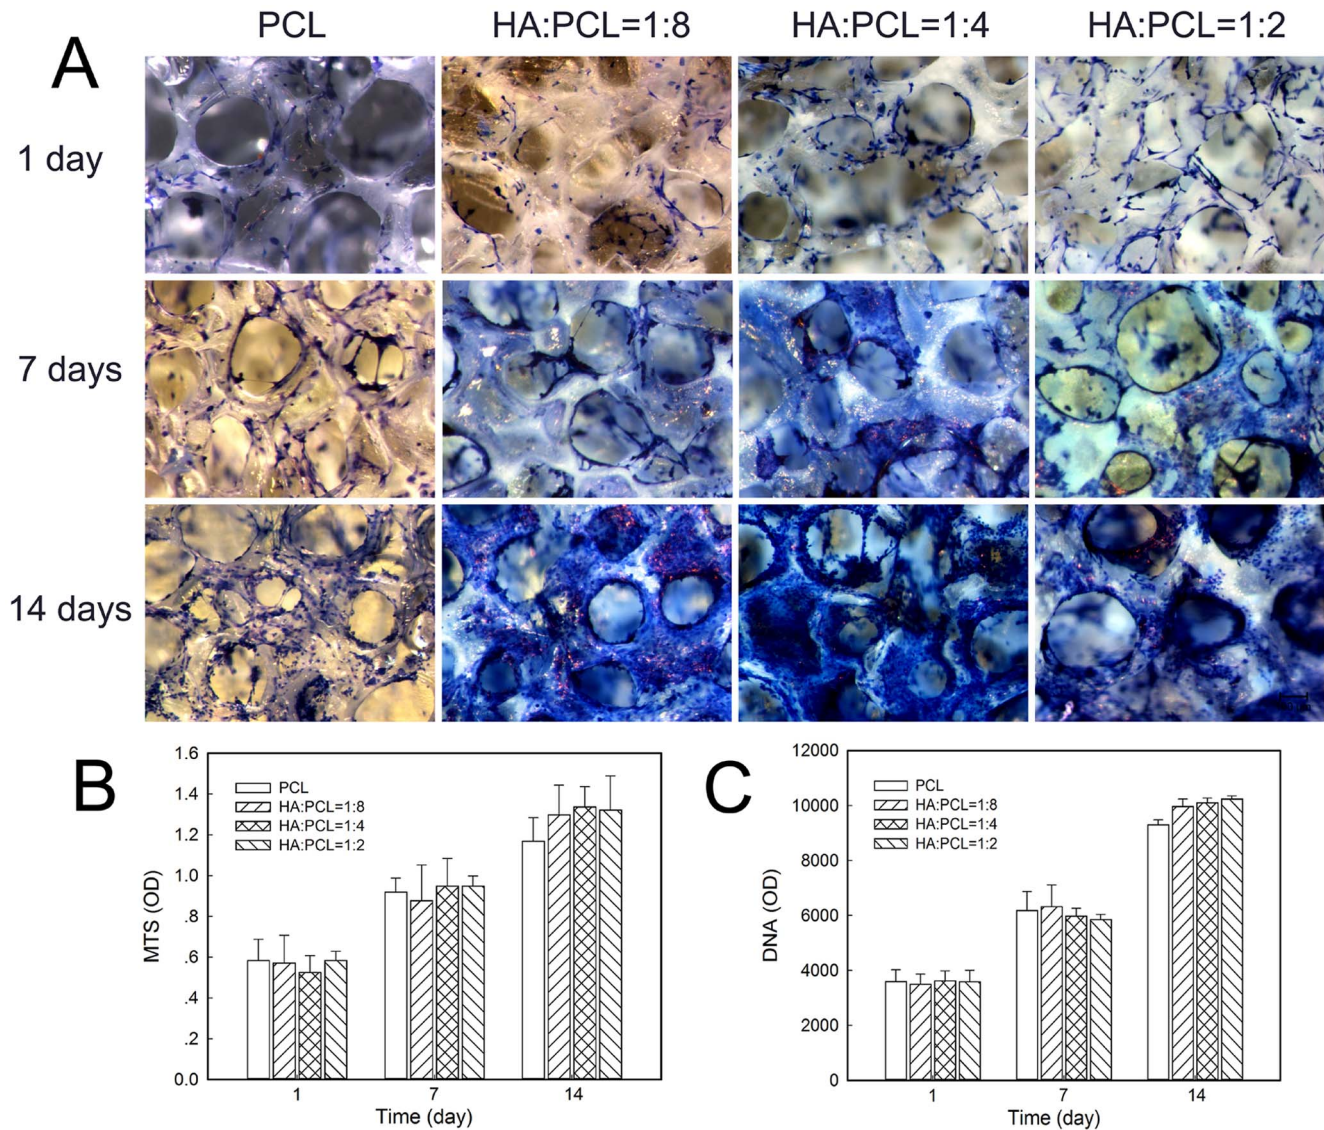 PCL HA:PCL=1:8 HA:PCL=1:4 HA:PCL=1:2
A
1 day
7 days
14 days
B
1.6
1.4
1.2
1.0
.8
.6
.4
.2
0.0
MTS (OD)
PCL
HA:PCL=1:8
HA:PCL=1:4
HA:PCL=1:2
1 7 14
Time (day)
C
12000
10000
8000
6000
4000
2000
0
DNA (OD)
PCL
HA:PCL=1:8
HA:PCL=1:4
HA:PCL=1:2
1 7 14
Time (day)